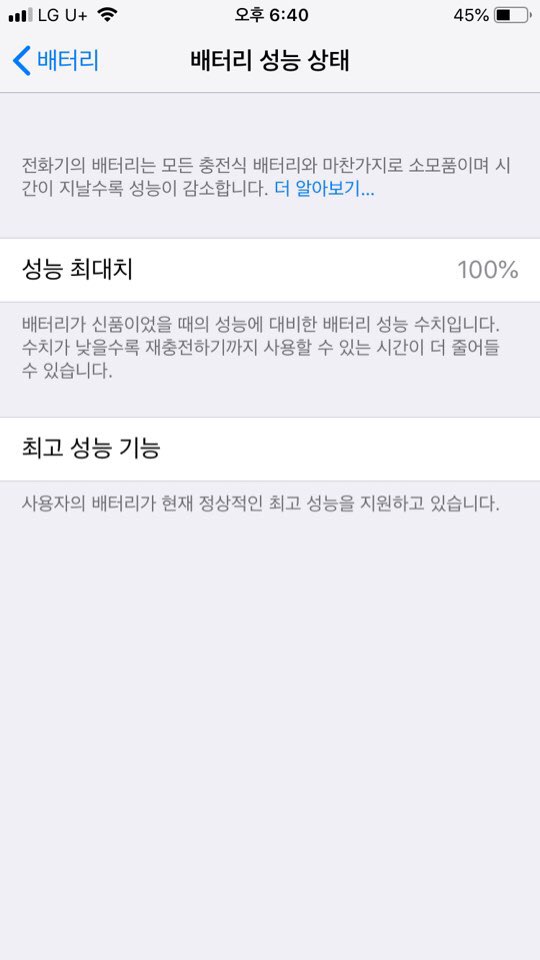 LG U+ 오후 6:40 45%
배터리 배터리 성능 상태
전화기의 배터리는 모든 충전식 배터리와 마찬가지로 소모품이며 시
간이 지날수록 성능이 감소합니다. 더 알아보기...
성능 최대치 100%
배터리가 신품이었을 때의 성능에 대비한 배터리 성능 수치입니다.
수치가 낮을수록 재충전하기까지 사용할 수 있는 시간이 더 줄어들
수 있습니다.
최고 성능 기능
사용자의 배터리가 현재 정상적인 최고 성능을 지원하고 있습니다.